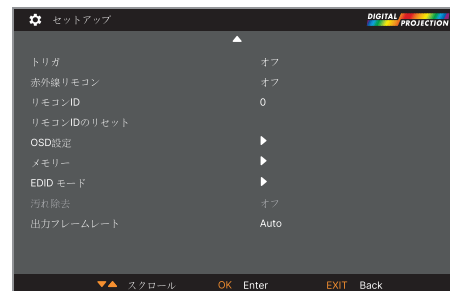 セットアップ
DIGITAL PROJECTION
トリガ オフ
赤外線リモコン オフ
リモコンID 0
リモコンIDのリセット
OSD設定
メモリー
EDID モード
汚れ除去 オフ
出力フレームレート Auto
スクロール OK Enter EXIT Back